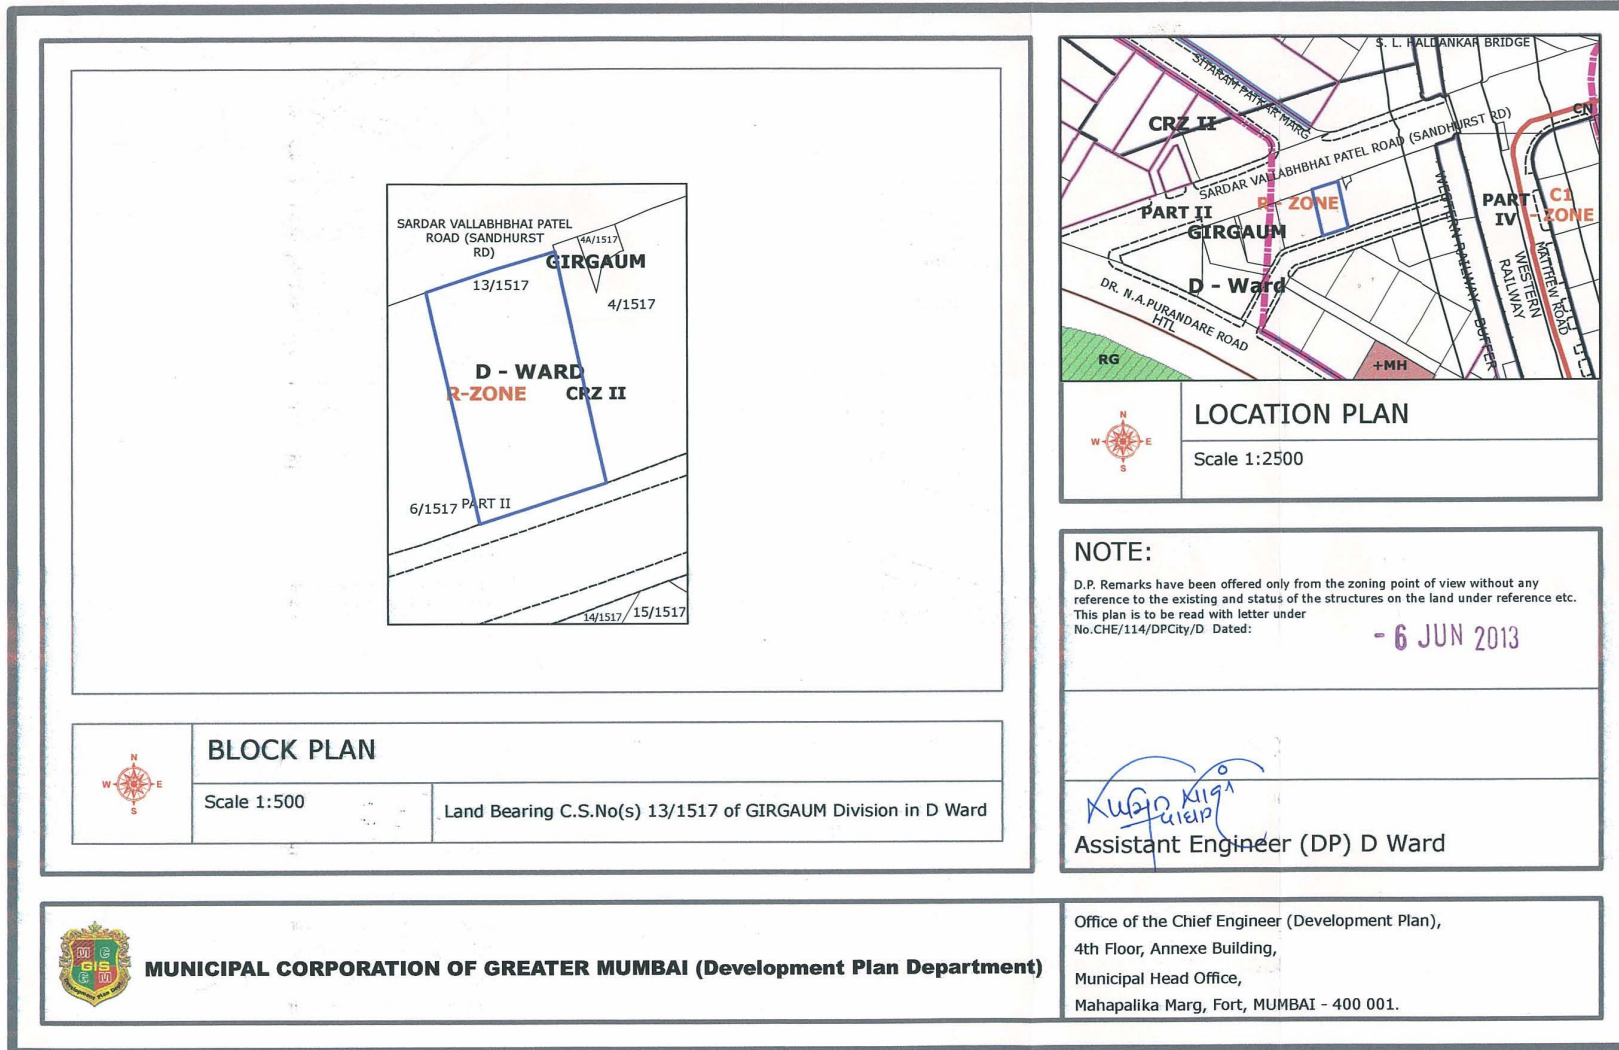 SARDAR VALLABHBHAI PATEL
ROAD (SANDHURST
RD)
4A/1517
GIRGAUM
13/1517
4/1517
D - WARD
R-ZONE
CRZ II
6/1517
PART II
14/1517
15/1517
N
W
E
S
BLOCK PLAN
Scale 1:500
Land Bearing C.S.No(s) 13/1517 of GIRGAUM Division in D Ward
S. L. HALDANKAR BRIDGE
SITARAM PATKAR MARG
CRZ II
CN
SARDAR VALLABHBHAI PATEL ROAD (SANDHURST RD)
PART II
R - ZONE
GIRGAUM
PART
IV
C1
- ZONE
D - Ward
WESTERN RAILWAY BUFFER
WESTERN
RAILWAY
MATTHEW ROAD
DR. N.A.PURANDARE ROAD
HTL
RG
+MH
N
W
E
S
LOCATION PLAN
Scale 1:2500
NOTE:
D.P. Remarks have been offered only from the zoning point of view without any
reference to the existing and status of the structures on the land under reference etc.
This plan is to be read with letter under
No.CHE/114/DPCity/D Dated:
- 6 JUN 2013
Assistant Engineer (DP) D Ward
M C
GIS
G M
Development Plan Dept.
MUNICIPAL CORPORATION OF GREATER MUMBAI (Development Plan Department)
Office of the Chief Engineer (Development Plan),
4th Floor, Annexe Building,
Municipal Head Office,
Mahapalika Marg, Fort, MUMBAI - 400 001.